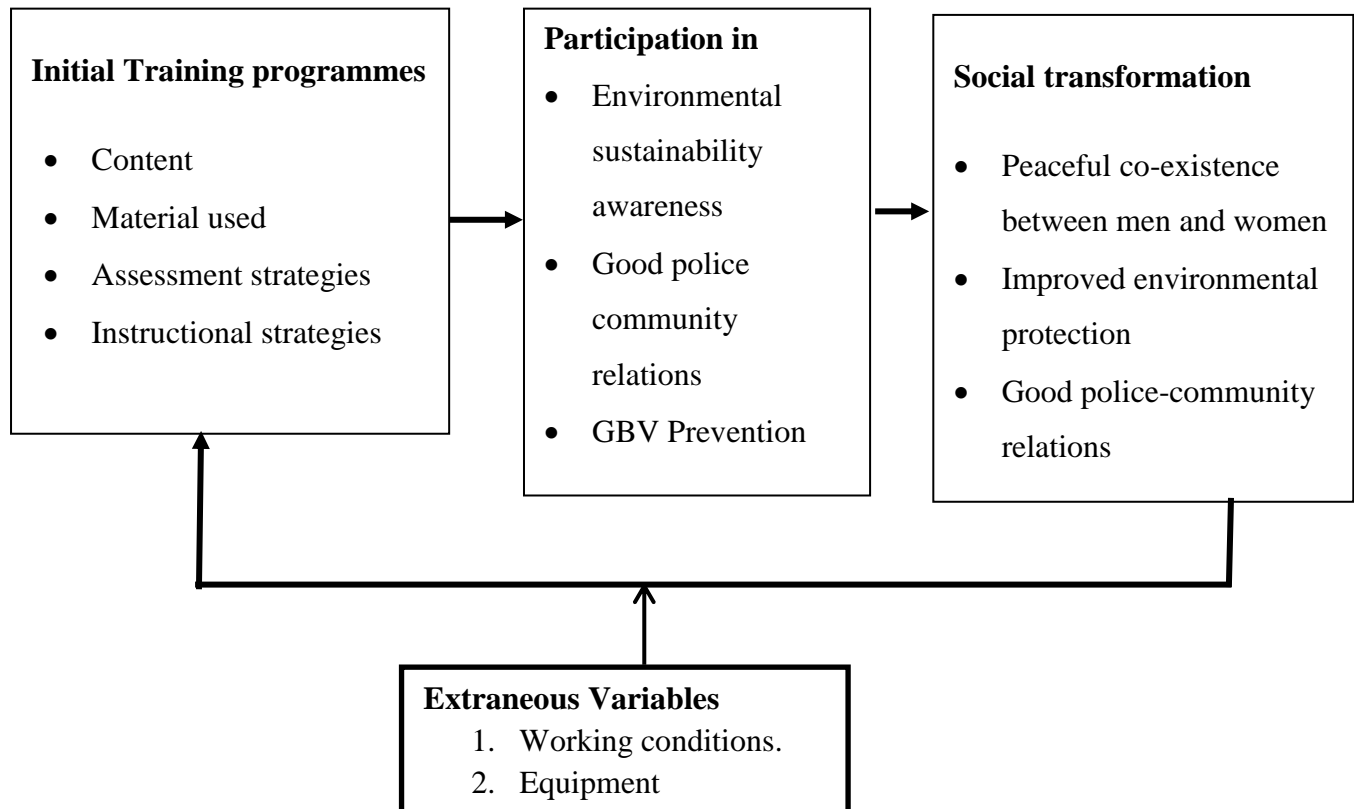 Initial Training programmes
• Content
• Material used
• Assessment strategies
• Instructional strategies
Participation in
• Environmental
sustainability
awareness
• Good police
community
relations
• GBV Prevention
Social transformation
• Peaceful co-existence
between men and women
• Improved environmental
protection
• Good police-community
relations
Extraneous Variables
1. Working conditions.
2. Equipment